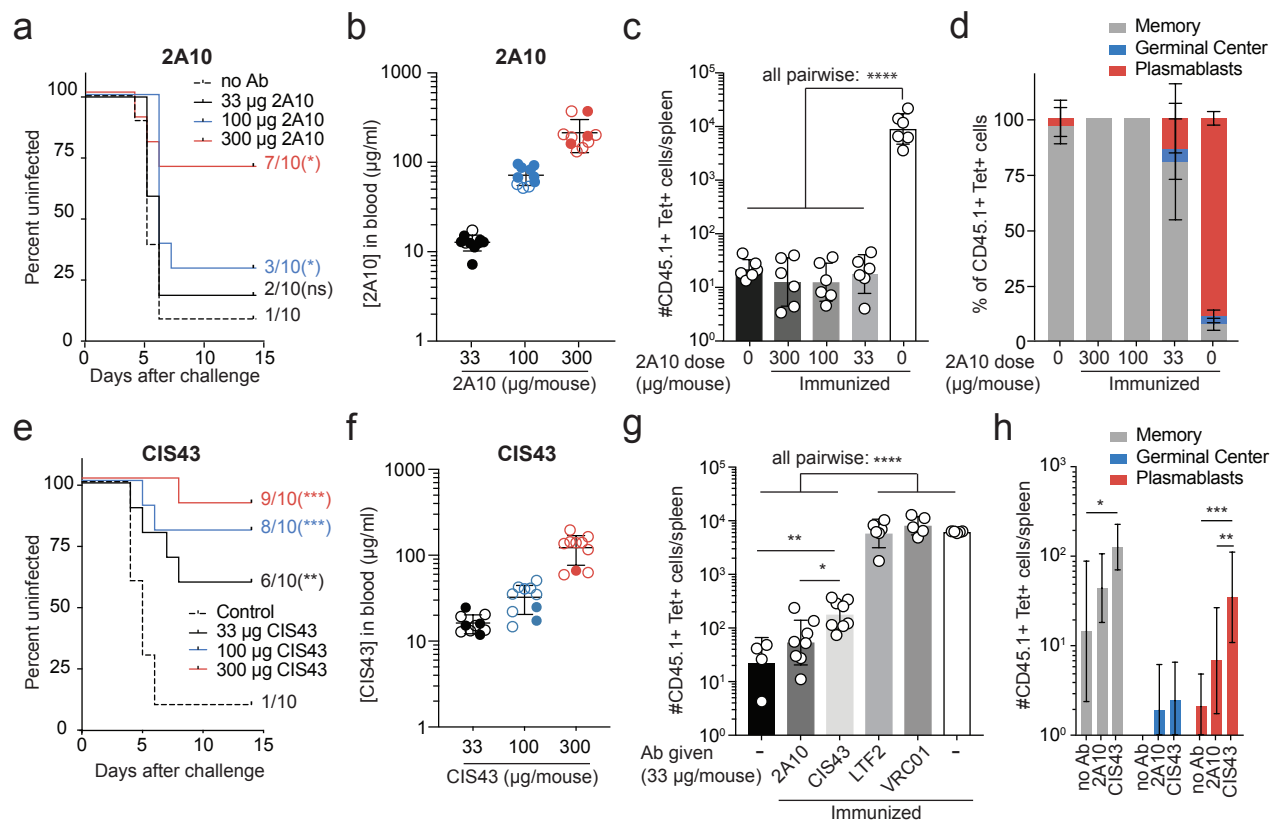 a
2A10
100
75
50
25
0
0
5
10
15
Percent uninfected
Days after challenge
no Ab
33 µg 2A10
100 µg 2A10
300 µg 2A10
7/10(*)
3/10(*)
2/10(ns)
1/10
b
2A10
1000
100
10
1
[2A10] in blood (µg/ml)
33
100
300
2A10 (µg/mouse)
c
all pairwise: ****
10⁵
10⁴
10³
10²
10¹
10⁰
#CD45.1+ Tet+ cells/spleen
2A10 dose
(µg/mouse)
0
300
100
33
0
Immunized
d
Memory
Germinal Center
Plasmablasts
100
75
50
25
0
% of CD45.1+ Tet+ cells
2A10 dose
(µg/mouse)
0
300
100
33
0
Immunized
e
CIS43
100
75
50
25
0
0
5
10
15
Percent uninfected
Days after challenge
9/10(***)
8/10(***)
6/10(**)
Control
33 µg CIS43
100 µg CIS43
300 µg CIS43
1/10
f
CIS43
1000
100
10
1
[CIS43] in blood (µg/ml)
33
100
300
CIS43 (µg/mouse)
g
all pairwise: ****
**
*
10⁵
10⁴
10³
10²
10¹
10⁰
#CD45.1+ Tet+ cells/spleen
Ab given
(33 µg/mouse)
–
2A10
CIS43
LTF2
VRC01
–
Immunized
h
Memory
Germinal Center
Plasmablasts
10³
10²
10¹
10⁰
#CD45.1+ Tet+ cells/spleen
*
***
**
no Ab
2A10
CIS43
no Ab
2A10
CIS43
no Ab
2A10
CIS43